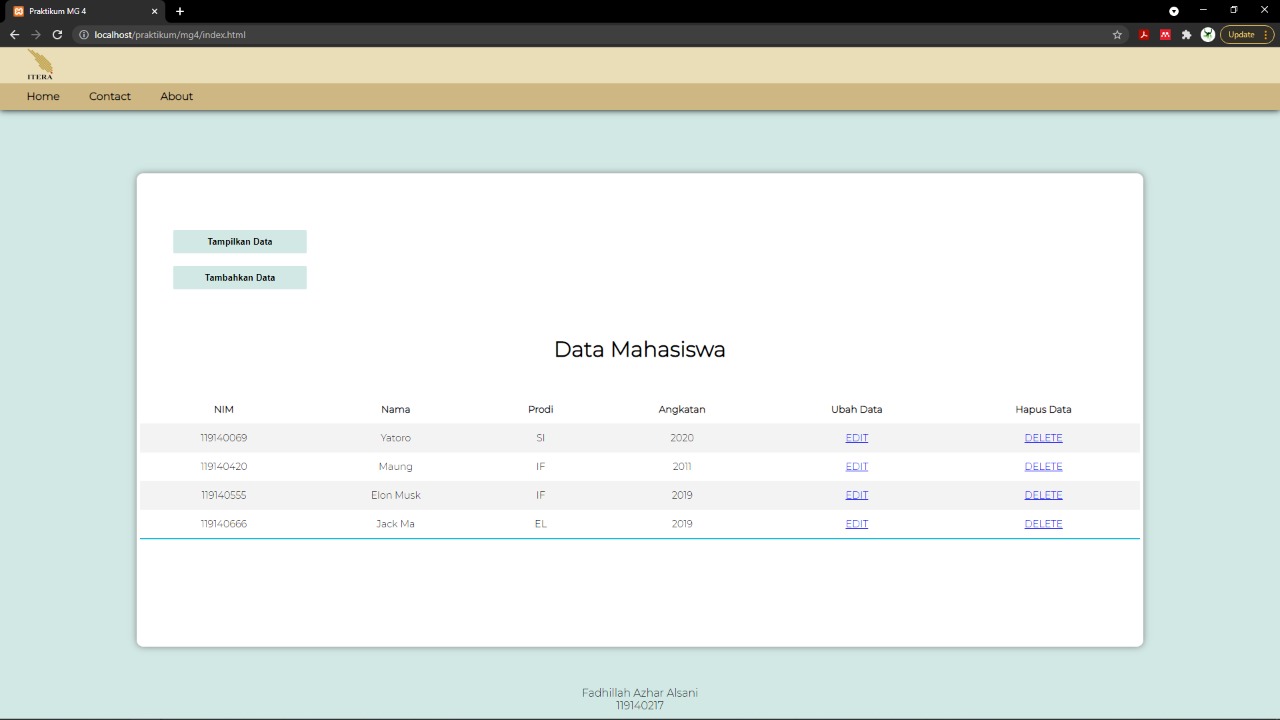 Praktikum MG 4
localhost/praktikum/mg4/index.html
Update
ITERA
Home Contact About
Tampilkan Data
Tambahkan Data
Data Mahasiswa
NIM Nama Prodi Angkatan Ubah Data Hapus Data
119140069 Yatoro SI 2020 EDIT DELETE
119140420 Maung IF 2011 EDIT DELETE
119140555 Elon Musk IF 2019 EDIT DELETE
119140666 Jack Ma EL 2019 EDIT DELETE
Fadhillah Azhar Alsani
119140217